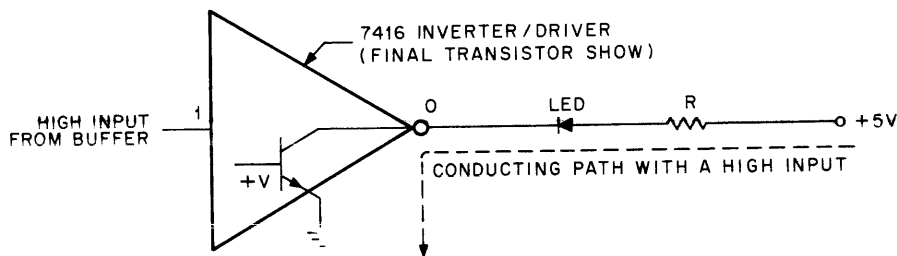 7416 INVERTER/DRIVER
(FINAL TRANSISTOR SHOW)
HIGH INPUT
FROM BUFFER
1
O
LED
R
+5V
+V
CONDUCTING PATH WITH A HIGH INPUT